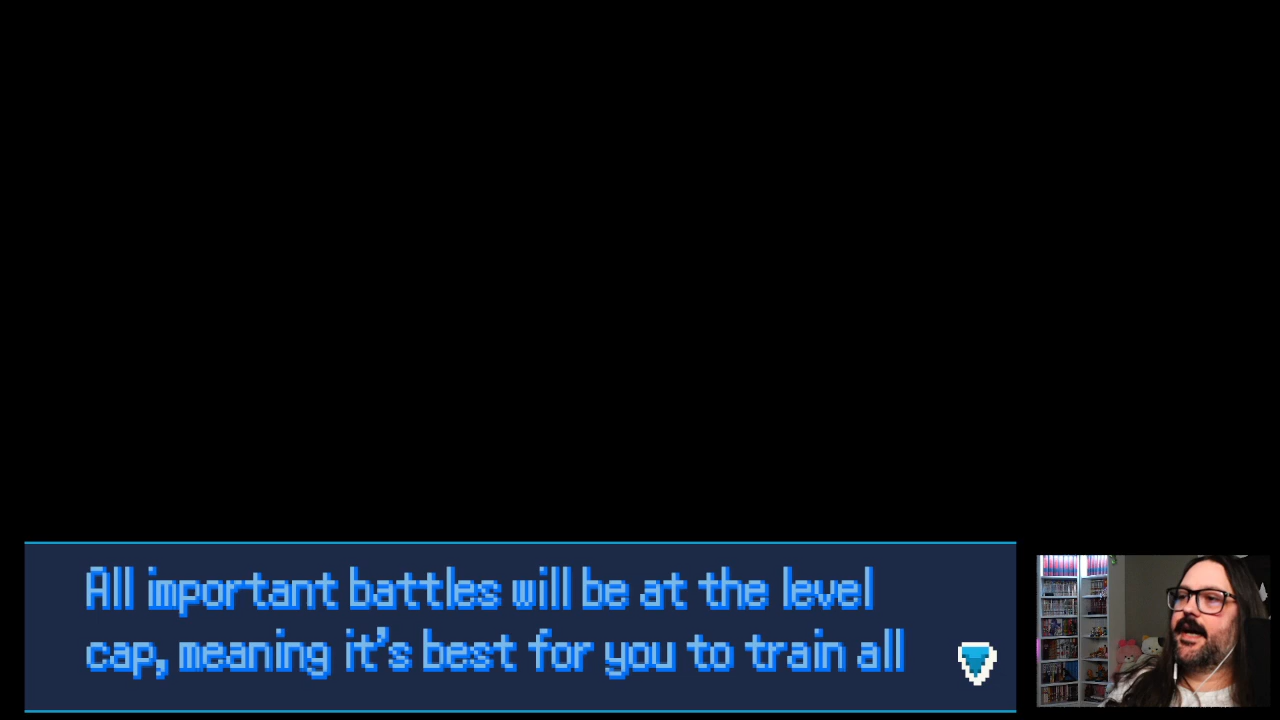 All important battles will be at the level
cap, meaning it's best for you to train all